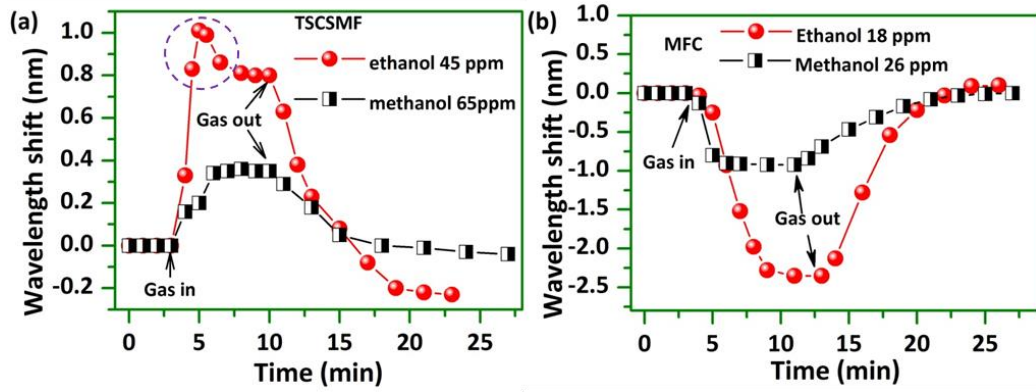 (a)
TSCSMF
ethanol 45 ppm
methanol 65ppm
Gas out
Gas in
Wavelength shift (nm)
1.0
0.8
0.6
0.4
0.2
0.0
-0.2
0 5 10 15 20 25
Time (min)
(b)
MFC
Ethanol 18 ppm
Methanol 26 ppm
Gas in
Gas out
Wavelength shift (nm)
1.0
0.5
0.0
-0.5
-1.0
-1.5
-2.0
-2.5
0 5 10 15 20 25
Time (min)